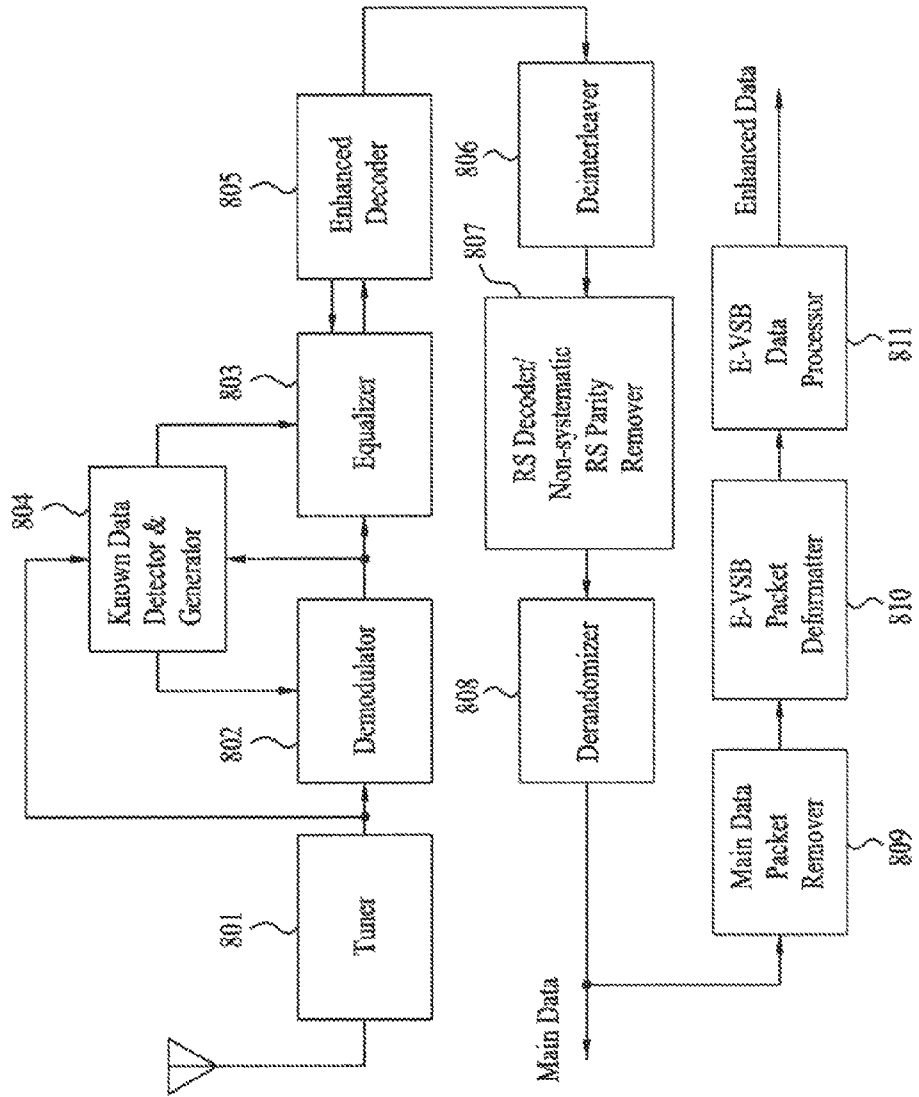 801
Tuner
802
Demodulator
804
Known Data
Detector &
Generator
803
Equalizer
805
Enhanced
Decoder
806
Deinterleaver
807
RS Decoder/
Non-systematic
RS Parity
Remover
808
Derandomizer
Main Data
Main Data
Packet
Remover
809
E-VSB
Packet
Deformatter
810
E-VSB
Data
Processor
811
Enhanced Data